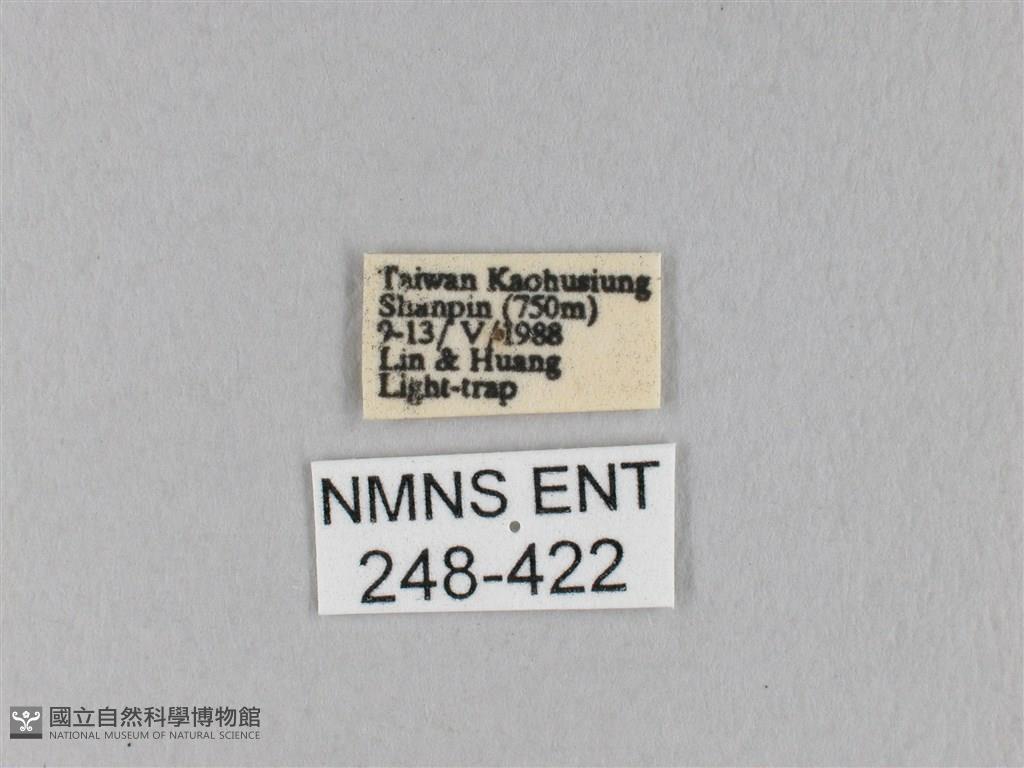 Taiwan Kaohusiung
Shanpin (750m)
9-13/ V/1988
Lin & Huang
Light-trap
NMNS ENT
248-422
國立自然科學博物館
NATIONAL MUSEUM OF NATURAL SCIENCE